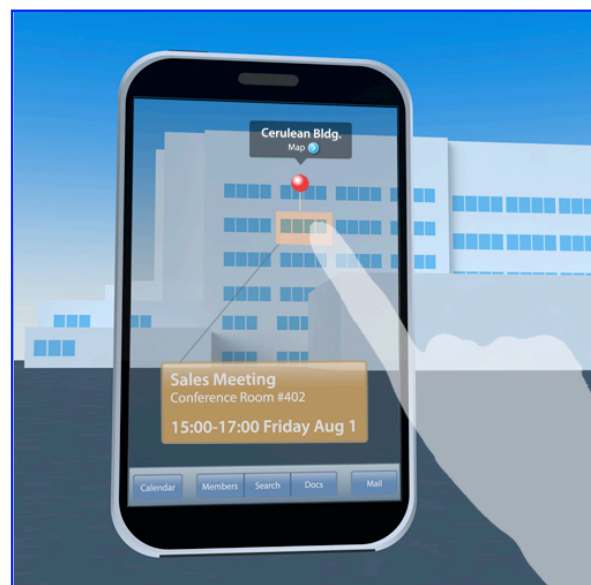 Cerulean Bldg.
Map
Sales Meeting
Conference Room #402
15:00-17:00 Friday Aug 1
Calendar Members Search Docs Mail